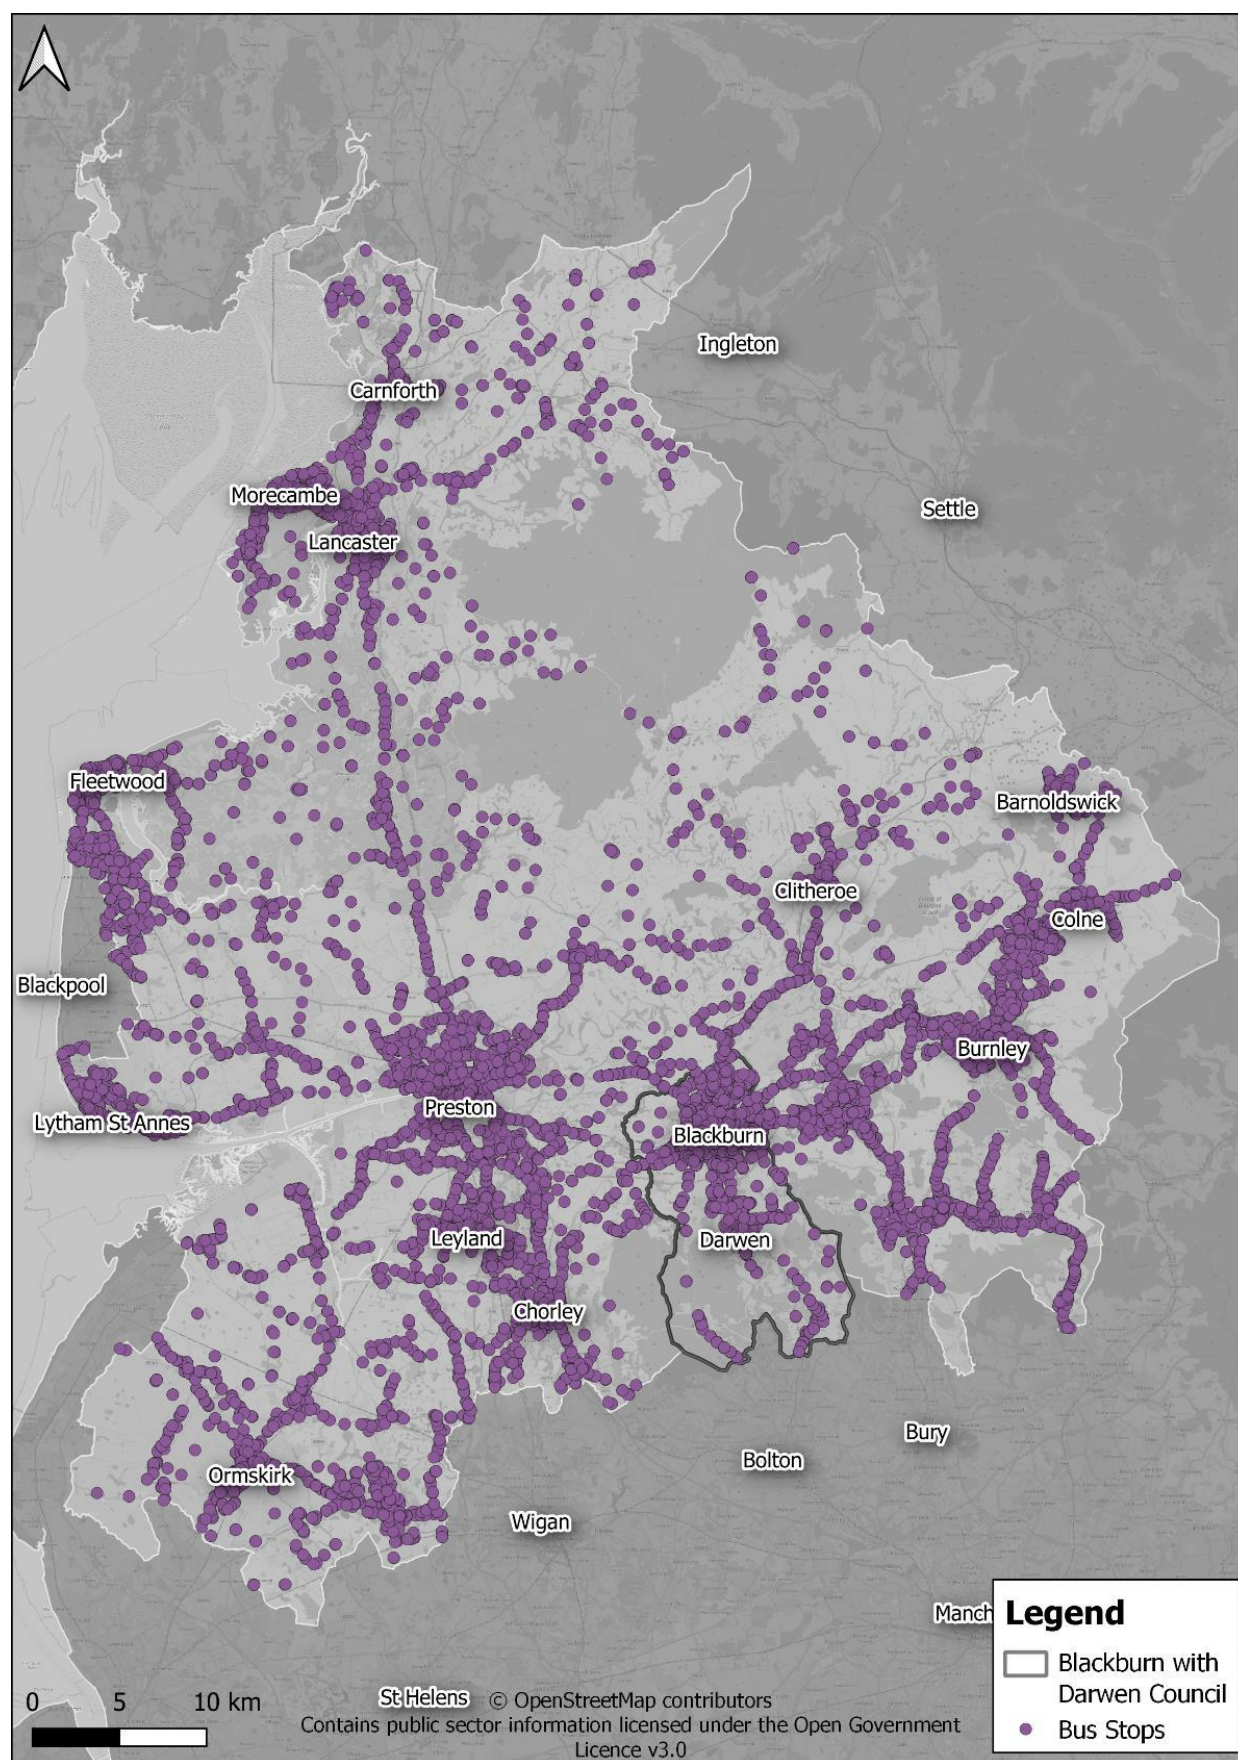 Ingleton
Carnforth
Settle
Morecambe
Lancaster
Fleetwood
Barnoldswick
Clitheroe
Colne
Blackpool
Burnley
Preston
Lytham St Annes
Blackburn
Leyland
Darwen
Chorley
Bury
Bolton
Ormskirk
Wigan
Manch
Legend
Blackburn with
Darwen Council
Bus Stops
0 5 10 km
St Helens
© OpenStreetMap contributors
Contains public sector information licensed under the Open Government
Licence v3.0